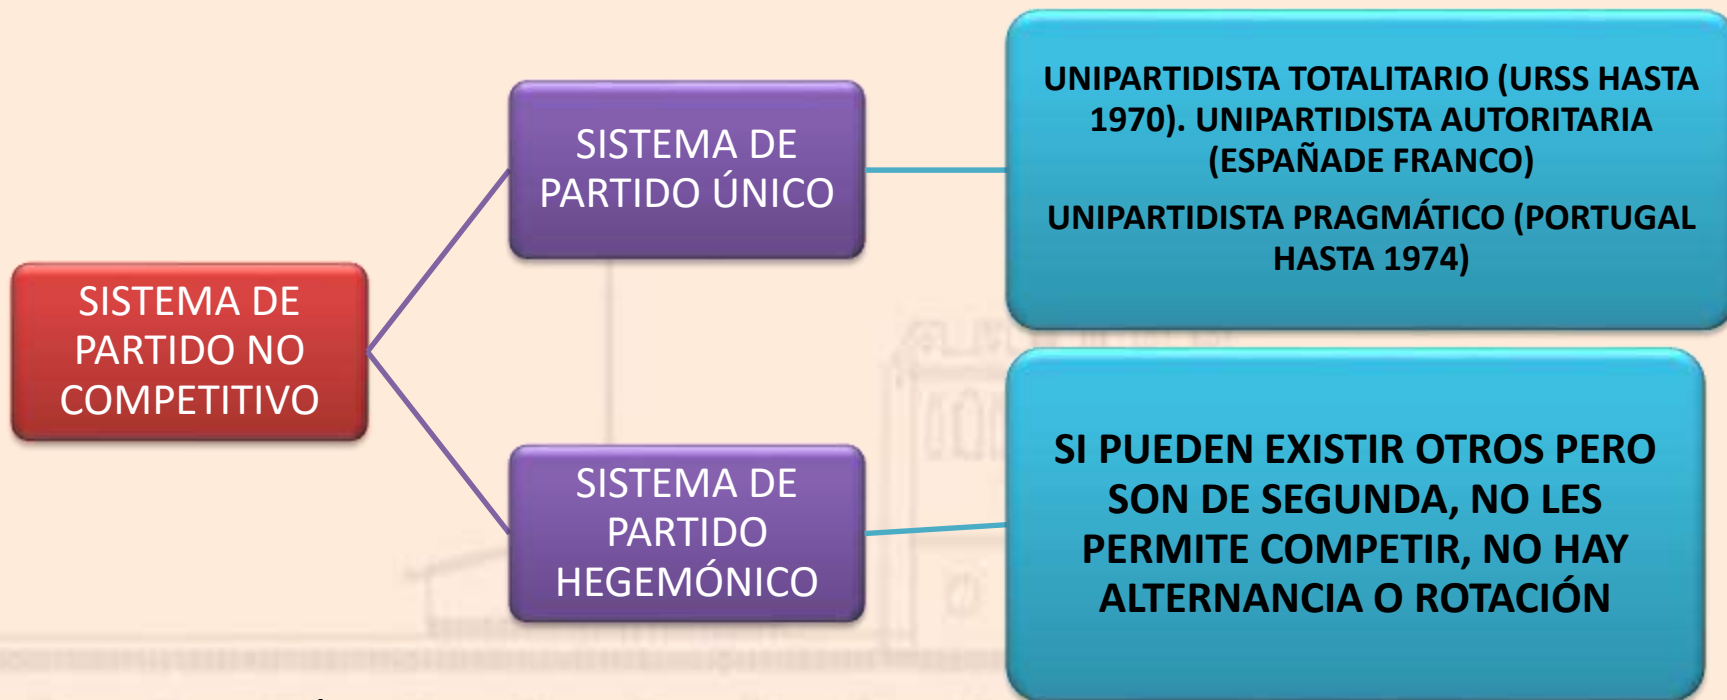 SISTEMA DE
PARTIDO NO
COMPETITIVO
SISTEMA DE
PARTIDO ÚNICO
UNIPARTIDISTA TOTALITARIO (URSS HASTA
1970). UNIPARTIDISTA AUTORITARIA
(ESPAÑADE FRANCO)
UNIPARTIDISTA PRAGMÁTICO (PORTUGAL
HASTA 1974)
SISTEMA DE
PARTIDO
HEGEMÓNICO
SI PUEDEN EXISTIR OTROS PERO
SON DE SEGUNDA, NO LES
PERMITE COMPETIR, NO HAY
ALTERNANCIA O ROTACIÓN